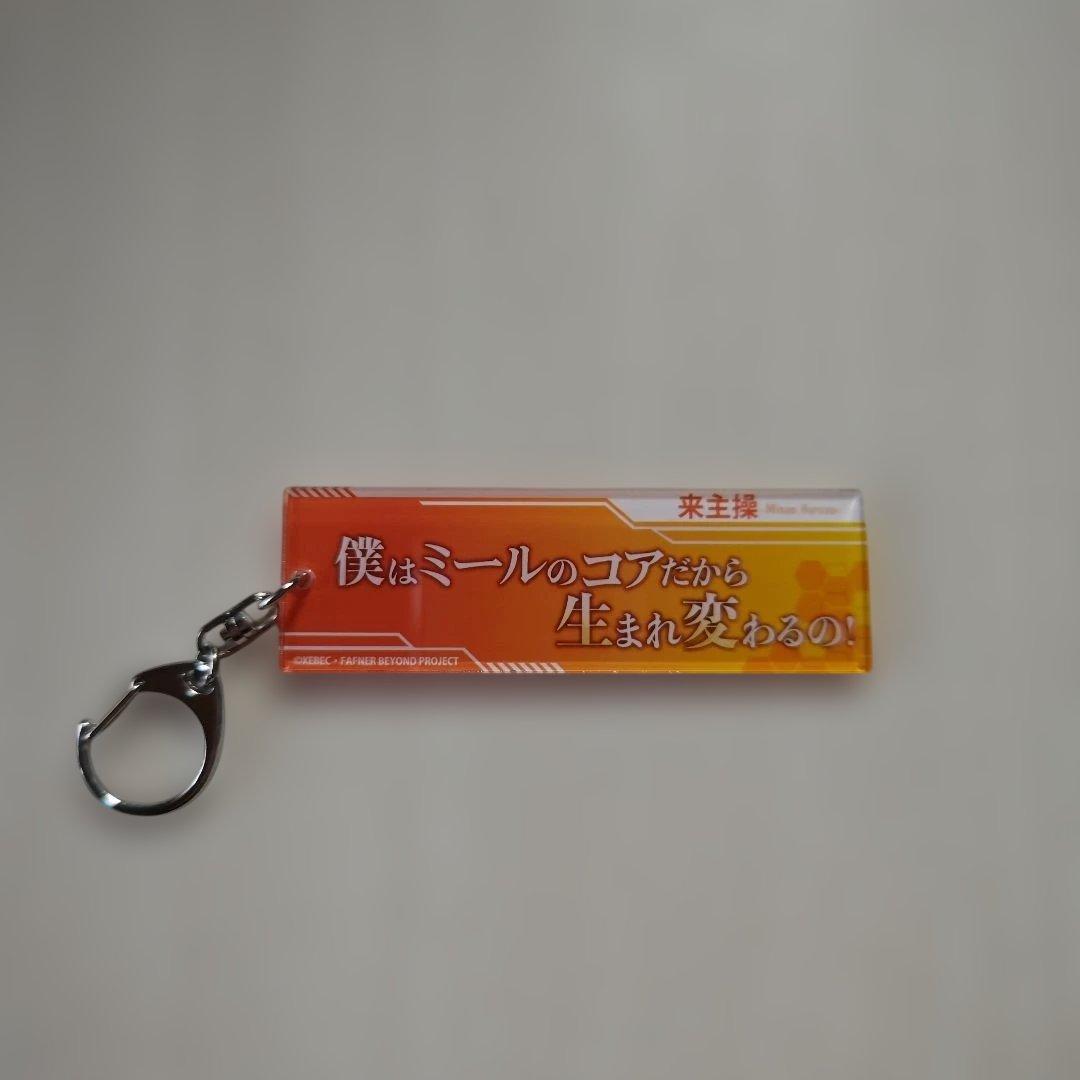 来主操
僕はミールのコアだから
生まれ変わるの!
©XEBEC・FAFNER BEYOND PROJECT